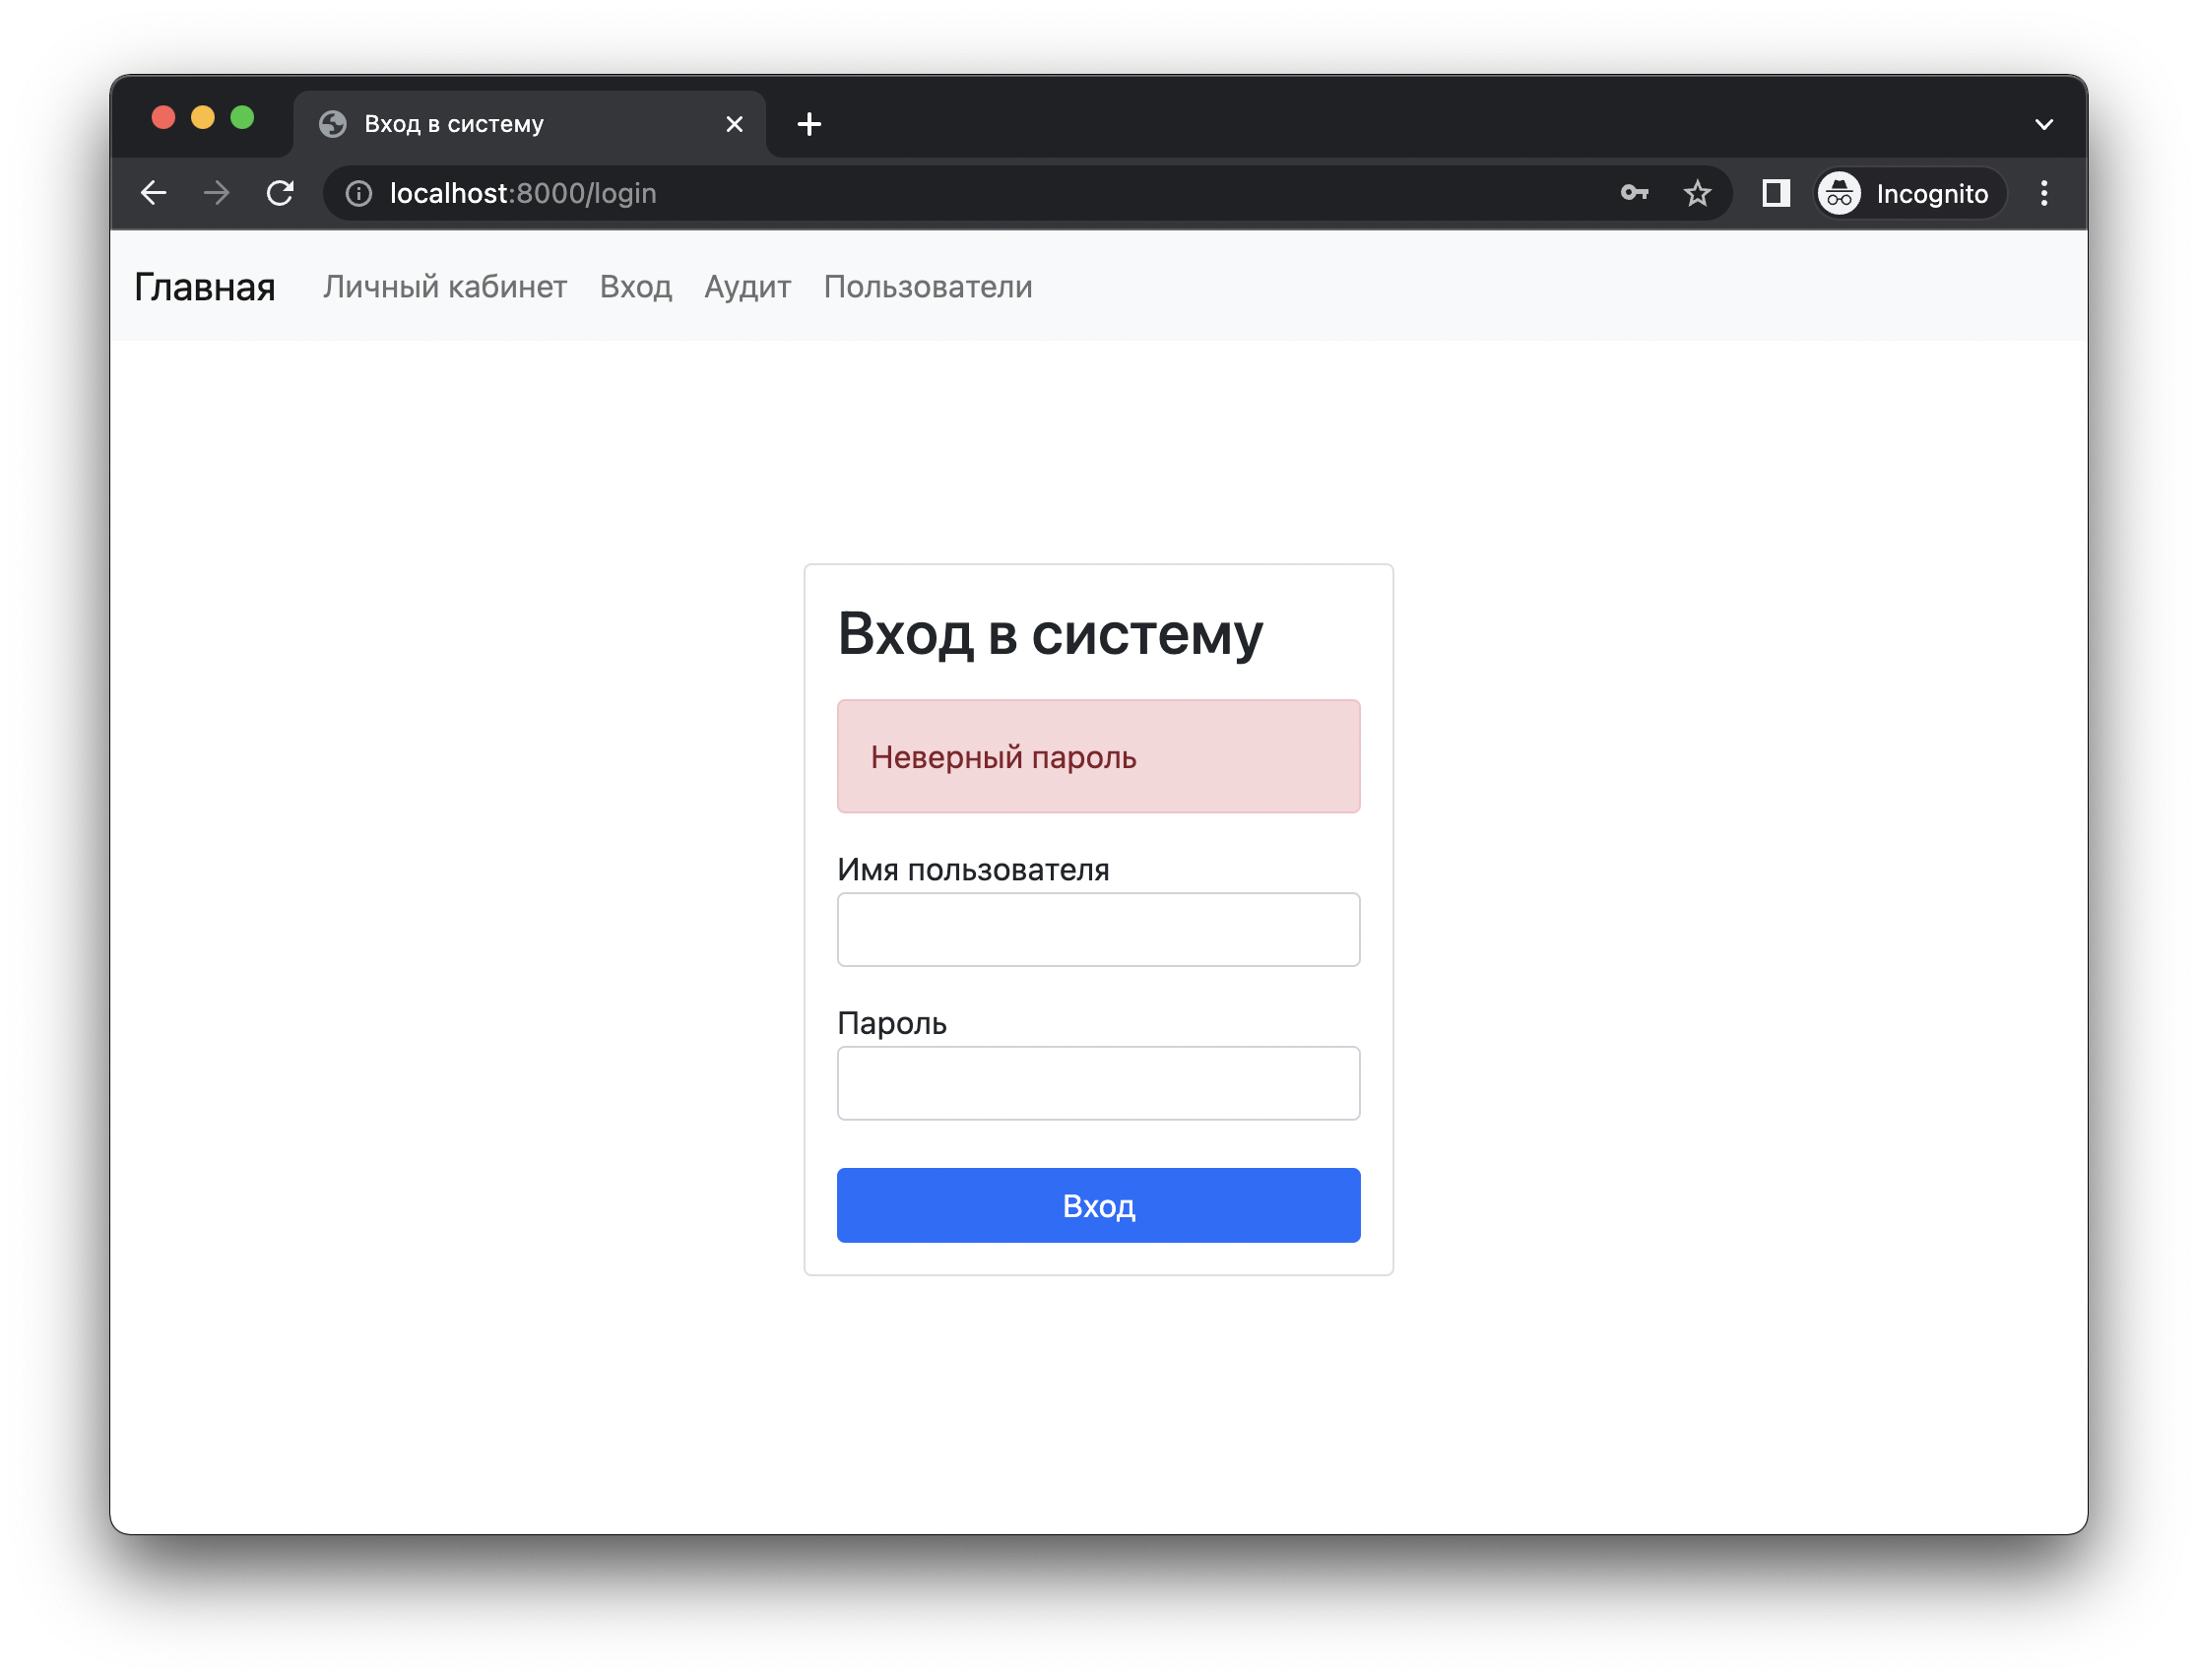 Вход в систему
localhost:8000/login
Incognito
Главная Личный кабинет Вход Аудит Пользователи
Вход в систему
Неверный пароль
Имя пользователя
Пароль
Вход